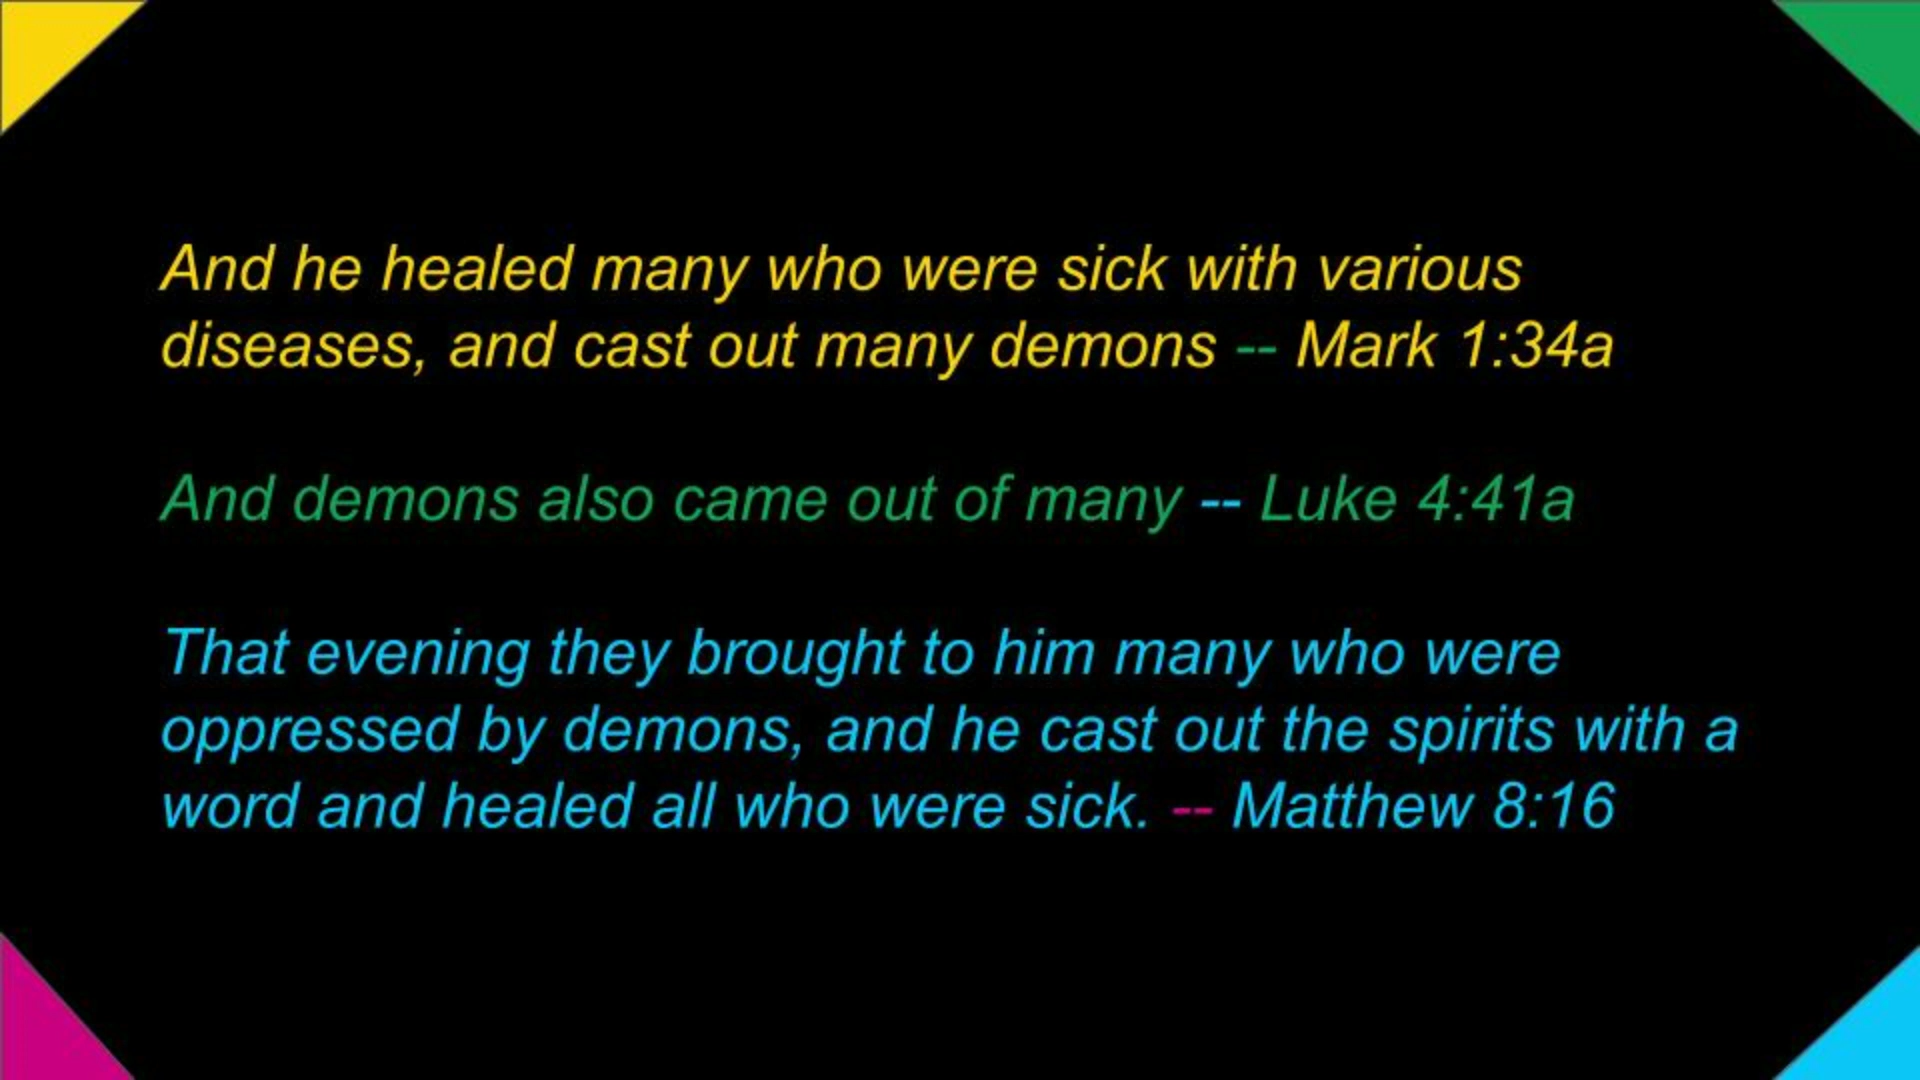 And he healed many who were sick with various
diseases, and cast out many demons -- Mark 1:34a
And demons also came out of many -- Luke 4:41a
That evening they brought to him many who were
oppressed by demons, and he cast out the spirits with a
word and healed all who were sick. -- Matthew 8:16